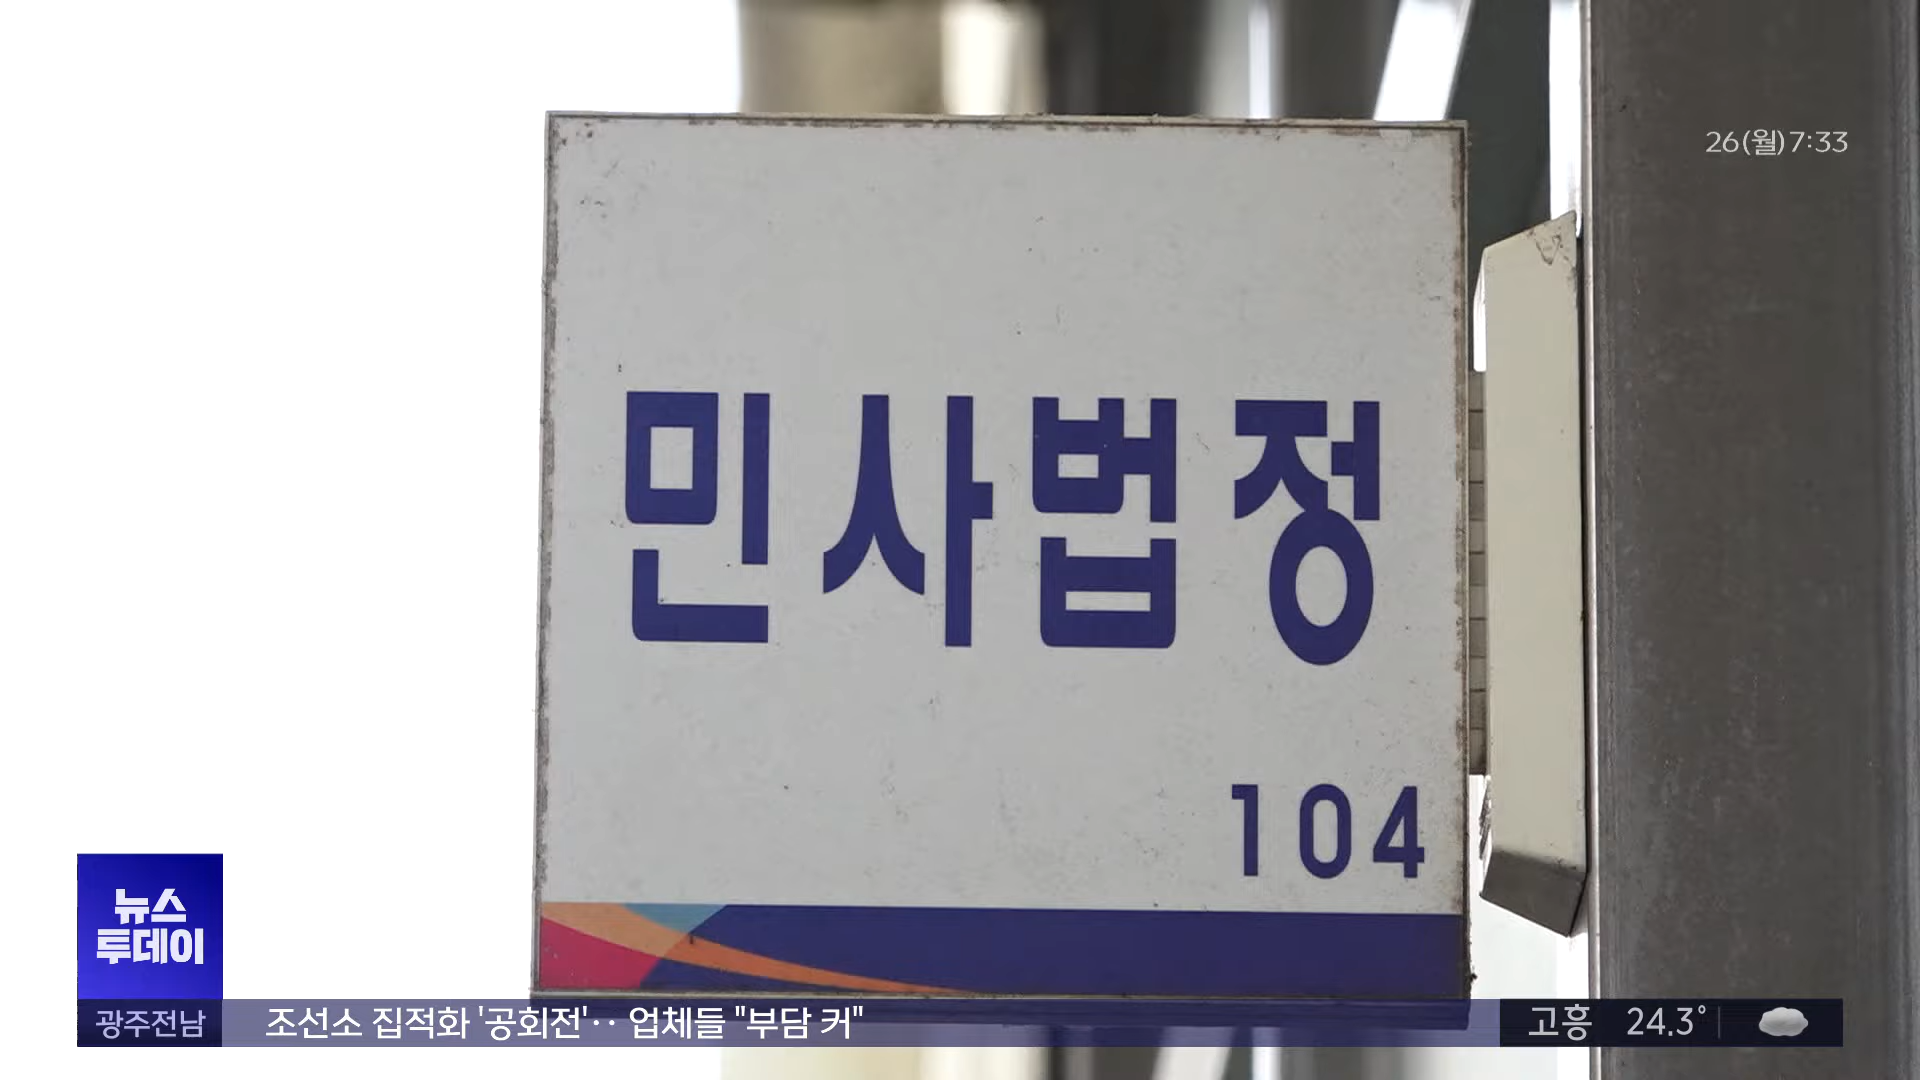 26(월)7:33
민사법정
104
뉴스
투데이
광주전남 조선소 집적화 '공회전'‥ 업체들 "부담 커" 고흥 24.3°